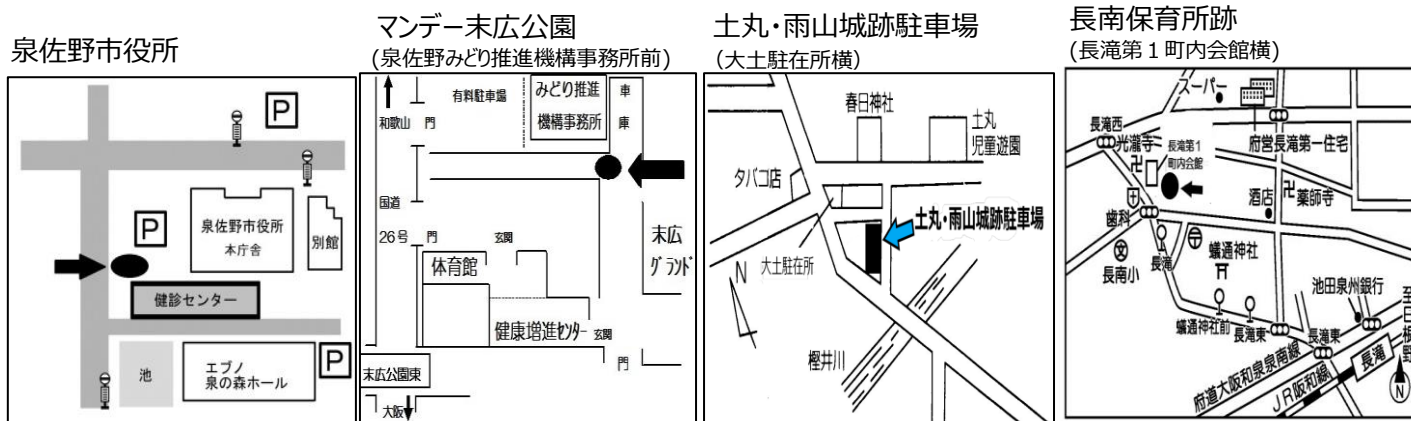 泉佐野市役所
P
P
泉佐野市役所
本庁舎
別館
健診センター
池
エブノ
泉の森ホール
P
マンデー末広公園
(泉佐野みどり推進機構事務所前)
有料駐車場
みどり推進
機構事務所
車
庫
和歌山
門
国道
26号
門
玄関
体育館
末広
グランド
健康増進センター
玄関
門
末広公園東
大阪
土丸・雨山城跡駐車場
(大土駐在所横)
春日神社
土丸
児童遊園
タバコ店
土丸・雨山城跡駐車場
大土駐在所
N
樫井川
長南保育所跡
(長滝第1町内会館横)
スーパー
長滝西
光瀧寺
長滝第1
町内会館
府営長滝第一住宅
卍
卍薬師寺
酒店
歯科
文
長南小
長滝
〒
蟻通神社
池田泉州銀行
至日根野
蟻通神社前
長滝東
長滝東
府道大阪和泉泉南線
長滝
JR阪和線
N